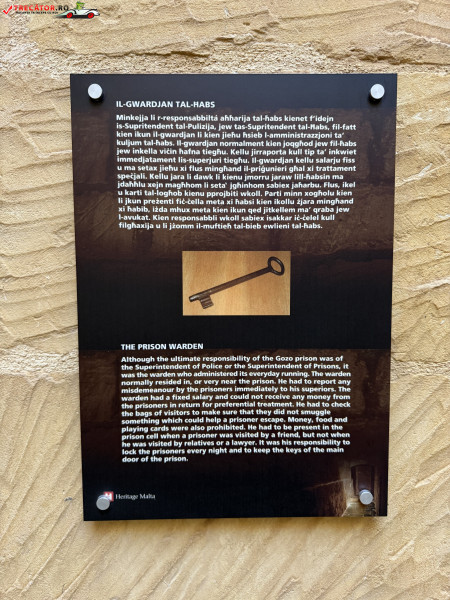 TRECATOR.RO
IL-GWARDJAN TAL-ĦABS
Minkejja li r-responsabbiltá aħħarija tal-ħabs kienet f'idejn
is-Supritendent tal-Pulizija, jew tas-Supritendent tal-Ħabs, fil-fatt
kien ikun il-gwardjan li kien jieħu ħsieb l-amministrazzjoni ta'
kuljum tal-ħabs. Il-gwardjan normalment kien joqgħod jew fil-ħabs
jew inkella viċin ħafna tiegħu. Kellu jirraporta kull tip ta' inkwiet
immedjatament lis-superjuri tiegħu. Il-gwardjan kellu salarju fiss
u ma setax jieħu xi flus mingħand il-priġunieri għal xi trattament
speċjali. Kellu jara li dawk li kienu jmorru jaraw lill-ħabsin ma
jdaħħlu xejn magħhom li seta' jgħinhom sabiex jaħarbu. Flus, ikel
u karti tal-logħob kienu pprojbiti wkoll. Parti minn xogħolu kien
li jkun preżenti fiċ-ċella meta xi ħabsi kien ikollu żjara mingħand
xi ħabib, iżda mhux meta kien ikun qed jitkellem ma' qraba jew
l-avukat. Kien responsabbli wkoll sabiex isakkar iċ-ċelel kull
filgħaxija u li jżomm il-muftieħ tal-bieb ewlieni tal-ħabs.
THE PRISON WARDEN
Although the ultimate responsibility of the Gozo prison was of
the Superintendent of Police or the Superintendent of Prisons, it
was the warden who administered its everyday running. The warden
normally resided in, or very near the prison. He had to report any
misdemeanour by the prisoners immediately to his superiors. The
warden had a fixed salary and could not receive any money from
the prisoners in return for preferential treatment. He had to check
the bags of visitors to make sure that they did not smuggle
something which could help a prisoner escape. Money, food and
playing cards were also prohibited. He had to be present in the
prison cell when a prisoner was visited by a friend, but not when
he was visited by relatives or a lawyer. It was his responsibility to
lock the prisoners every night and to keep the keys of the main
door of the prison.
Heritage Malta